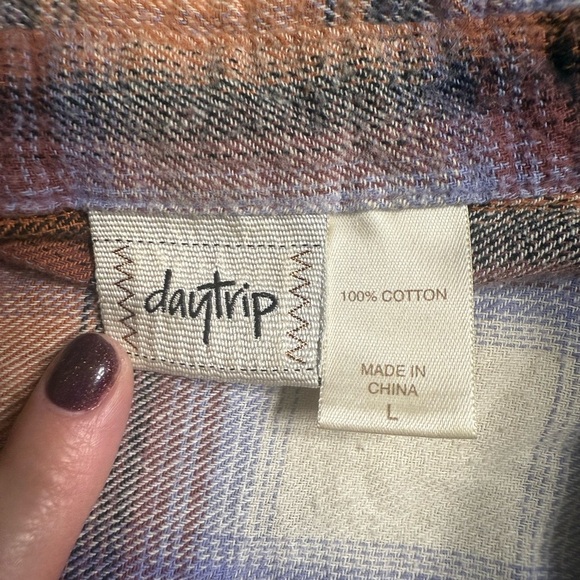 daytrip
100% COTTON
MADE IN
CHINA
L